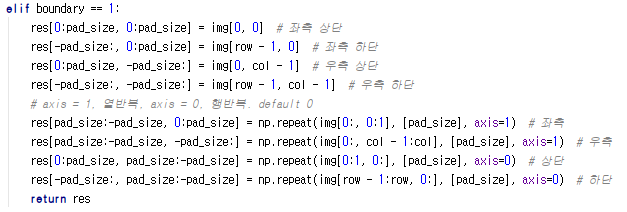 elif boundary == 1:
res[0:pad_size, 0:pad_size] = img[0, 0]  # 좌측 상단
res[-pad_size:, 0:pad_size] = img[row - 1, 0]  # 좌측 하단
res[0:pad_size, -pad_size:] = img[0, col - 1]  # 우측 상단
res[-pad_size:, -pad_size:] = img[row - 1, col - 1]  # 우측 하단
# axis = 1, 열반복, axis = 0, 행반복, default 0
res[pad_size:-pad_size, 0:pad_size] = np.repeat(img[0:, 0:1], [pad_size], axis=1)  # 좌측
res[pad_size:-pad_size, -pad_size:] = np.repeat(img[0:, col - 1:col], [pad_size], axis=1)  # 우측
res[0:pad_size, pad_size:-pad_size] = np.repeat(img[0:1, 0:], [pad_size], axis=0)  # 상단
res[-pad_size:, pad_size:-pad_size] = np.repeat(img[row - 1:row, 0:], [pad_size], axis=0)  # 하단
return res